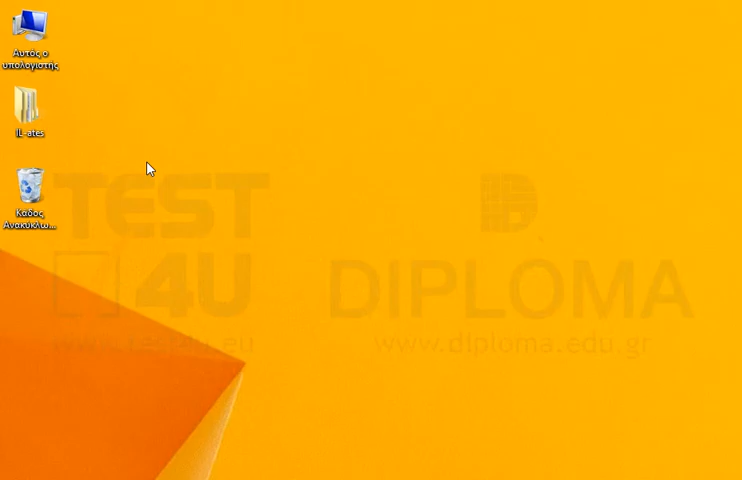 Αυτός ο
υπολογιστής
IL-ates
Κάδος
Ανακύκλω...
TEST
4U
www.test4u.eu
DIPLOMA
www.diploma.edu.gr